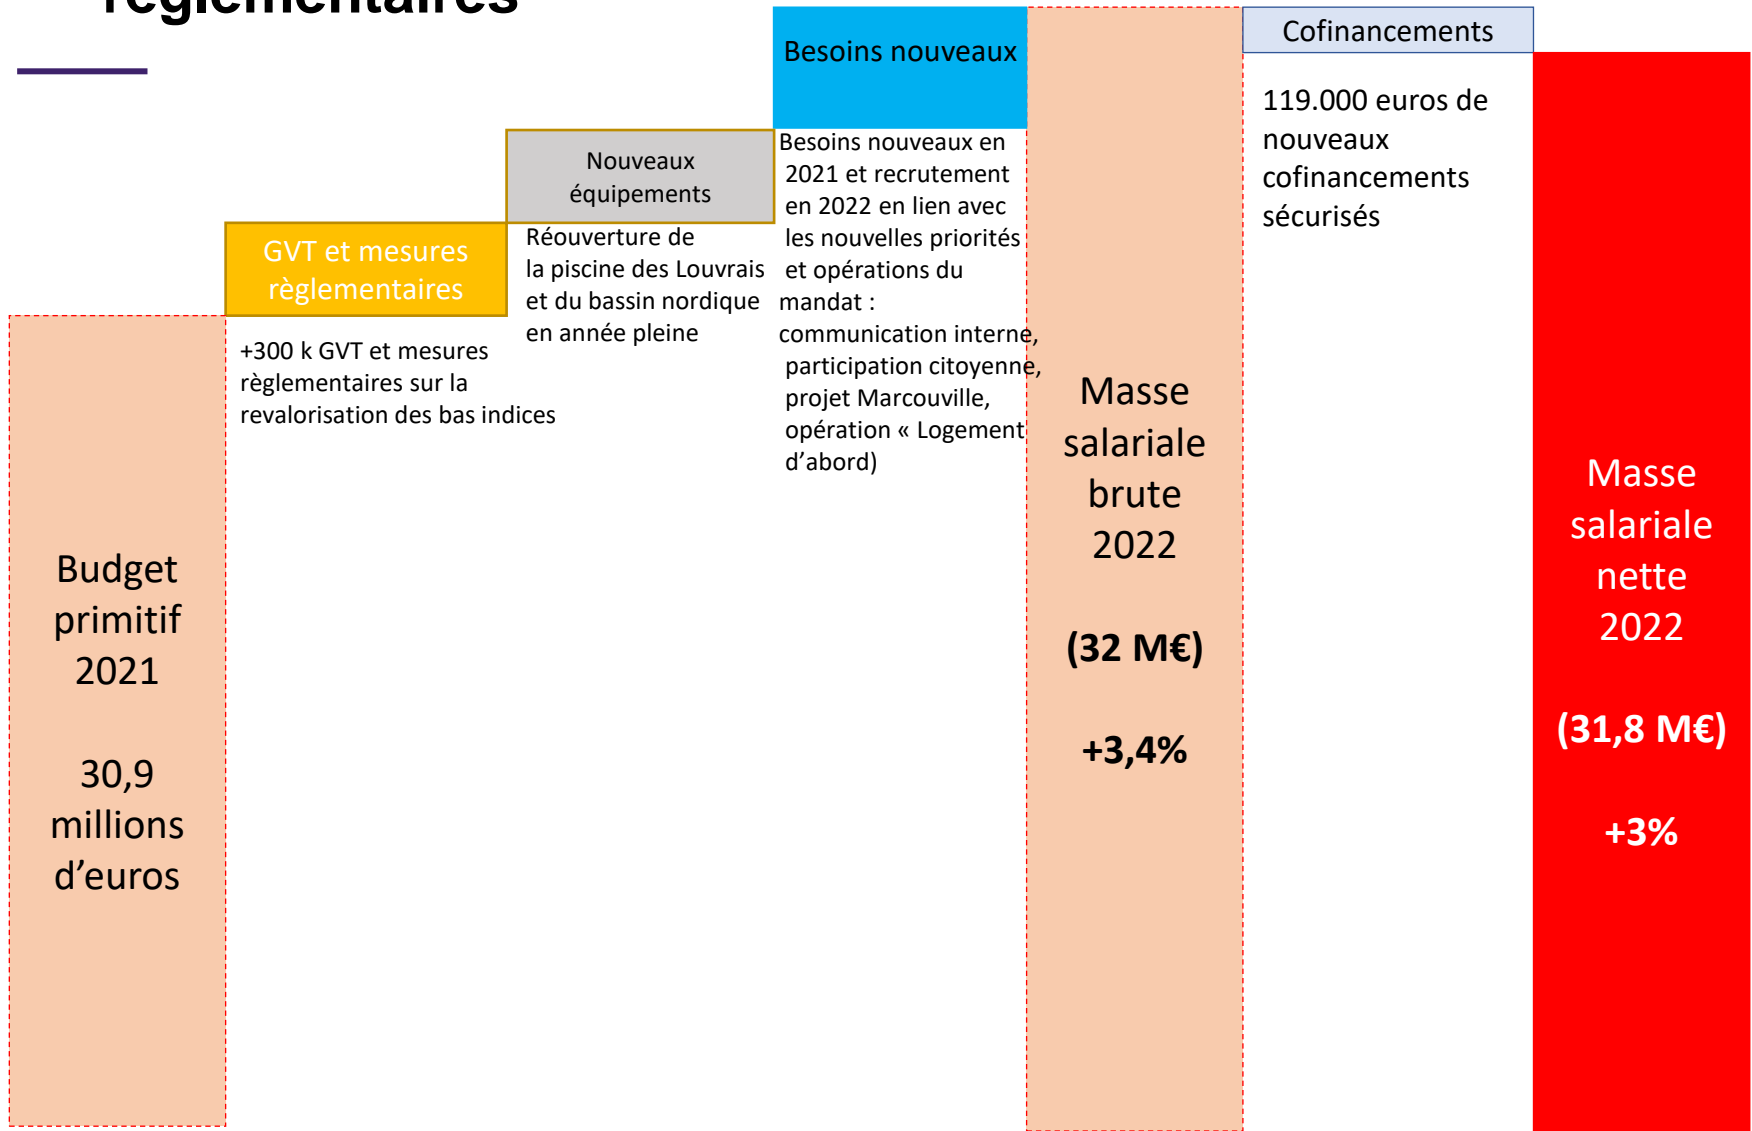 règlementaires
Budget
primitif
2021
30,9
millions
d’euros
GVT et mesures
règlementaires
+300 k GVT et mesures
règlementaires sur la
revalorisation des bas indices
Nouveaux
équipements
Réouverture de
la piscine des Louvrais
et du bassin nordique
en année pleine
Besoins nouveaux
Besoins nouveaux en
2021 et recrutement
en 2022 en lien avec
les nouvelles priorités
et opérations du
mandat :
communication interne,
participation citoyenne,
projet Marcouville,
opération « Logement
d’abord)
Masse
salariale
brute
2022
(32 M€)
+3,4%
Cofinancements
119.000 euros de
nouveaux
cofinancements
sécurisés
Masse
salariale
nette
2022
(31,8 M€)
+3%